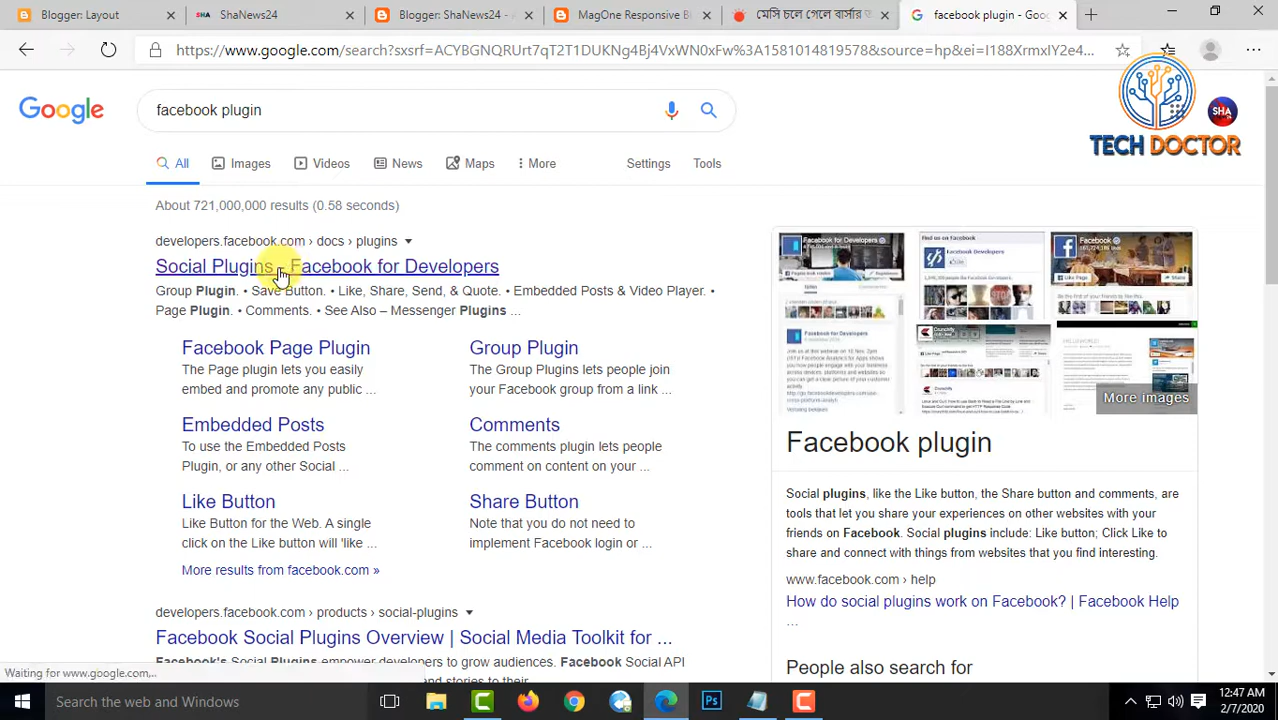 Blogger: Layout
ShaNews24
Blogger: ShaNews24 -
MagOne Responsive Bl
মেসি চলে গেলে বার্সার
facebook plugin - Goo
https://www.google.com/search?sxsrf=ACYBGNQRUrt7qT2T1DUKNg4Bj4VxWN0xFw%3A1581014819578&source=hp&ei=I188XrmxIY2e4...
Google
facebook plugin
SHA
TECH DOCTOR
All
Images
Videos
News
Maps
More
Settings
Tools
About 721,000,000 results (0.58 seconds)
developers.facebook.com › docs › plugins
Social Plugins - Facebook for Developers
Group Plugin. • Save Button. • Like, Share, Send, & Quote. • Embedded Posts & Video Player. •
Page Plugin. • Comments. • See Also – Messenger Plugins ...
Facebook Page Plugin
The Page plugin lets you easily
embed and promote any public ...
Group Plugin
The Group Plugins lets people join
your Facebook group from a link ...
Embedded Posts
To use the Embedded Posts
Plugin, or any other Social ...
Comments
The comments plugin lets people
comment on content on your ...
Like Button
Like Button for the Web. A single
click on the Like button will 'like ...
Share Button
Note that you do not need to
implement Facebook login or ...
More results from facebook.com »
developers.facebook.com › products › social-plugins
Facebook Social Plugins Overview | Social Media Toolkit for ...
Facebook's Social Plugins empower developers to grow audiences. Facebook Social API
and stories to their
More images
Facebook plugin
Social plugins, like the Like button, the Share button and comments, are
tools that let you share your experiences on other websites with your
friends on Facebook. Social plugins include: Like button; Click Like to
share and connect with things from websites that you find interesting.
www.facebook.com › help
How do social plugins work on Facebook? | Facebook Help
...
People also search for
Waiting for www.google.com...
Search the web and Windows
Ps
12:47 AM
2/7/2020